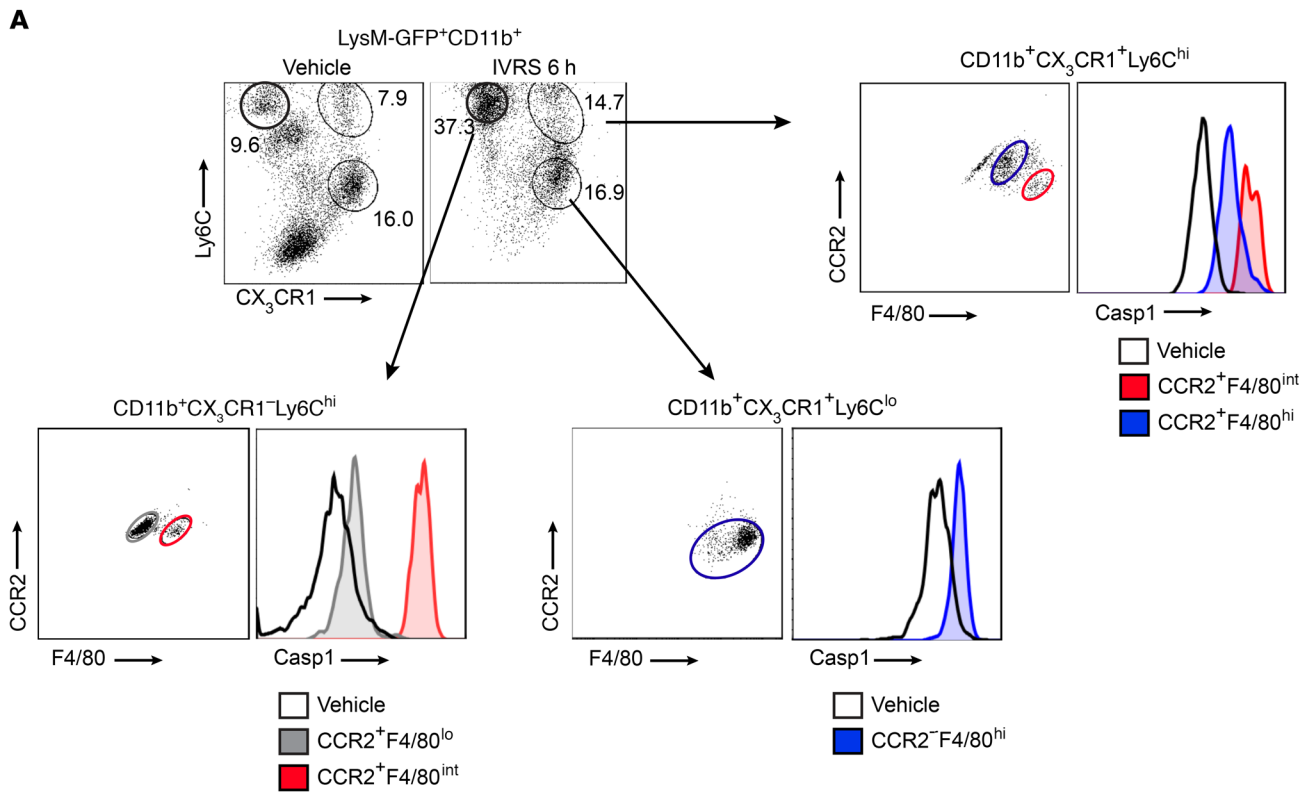 A
LysM-GFP⁺CD11b⁺
Vehicle
IVRS 6 h
7.9
9.6
16.0
14.7
37.3
16.9
Ly6C
CX₃CR1
CD11b⁺CX₃CR1⁺Ly6Cʰⁱ
CCR2
F4/80
Casp1
Vehicle
CCR2⁺F4/80ⁱⁿᵗ
CCR2⁺F4/80ʰⁱ
CD11b⁺CX₃CR1⁻Ly6Cʰⁱ
CCR2
F4/80
Casp1
Vehicle
CCR2⁺F4/80ˡᵒ
CCR2⁺F4/80ⁱⁿᵗ
CD11b⁺CX₃CR1⁺Ly6Cˡᵒ
CCR2
F4/80
Casp1
Vehicle
CCR2⁻F4/80ʰⁱ